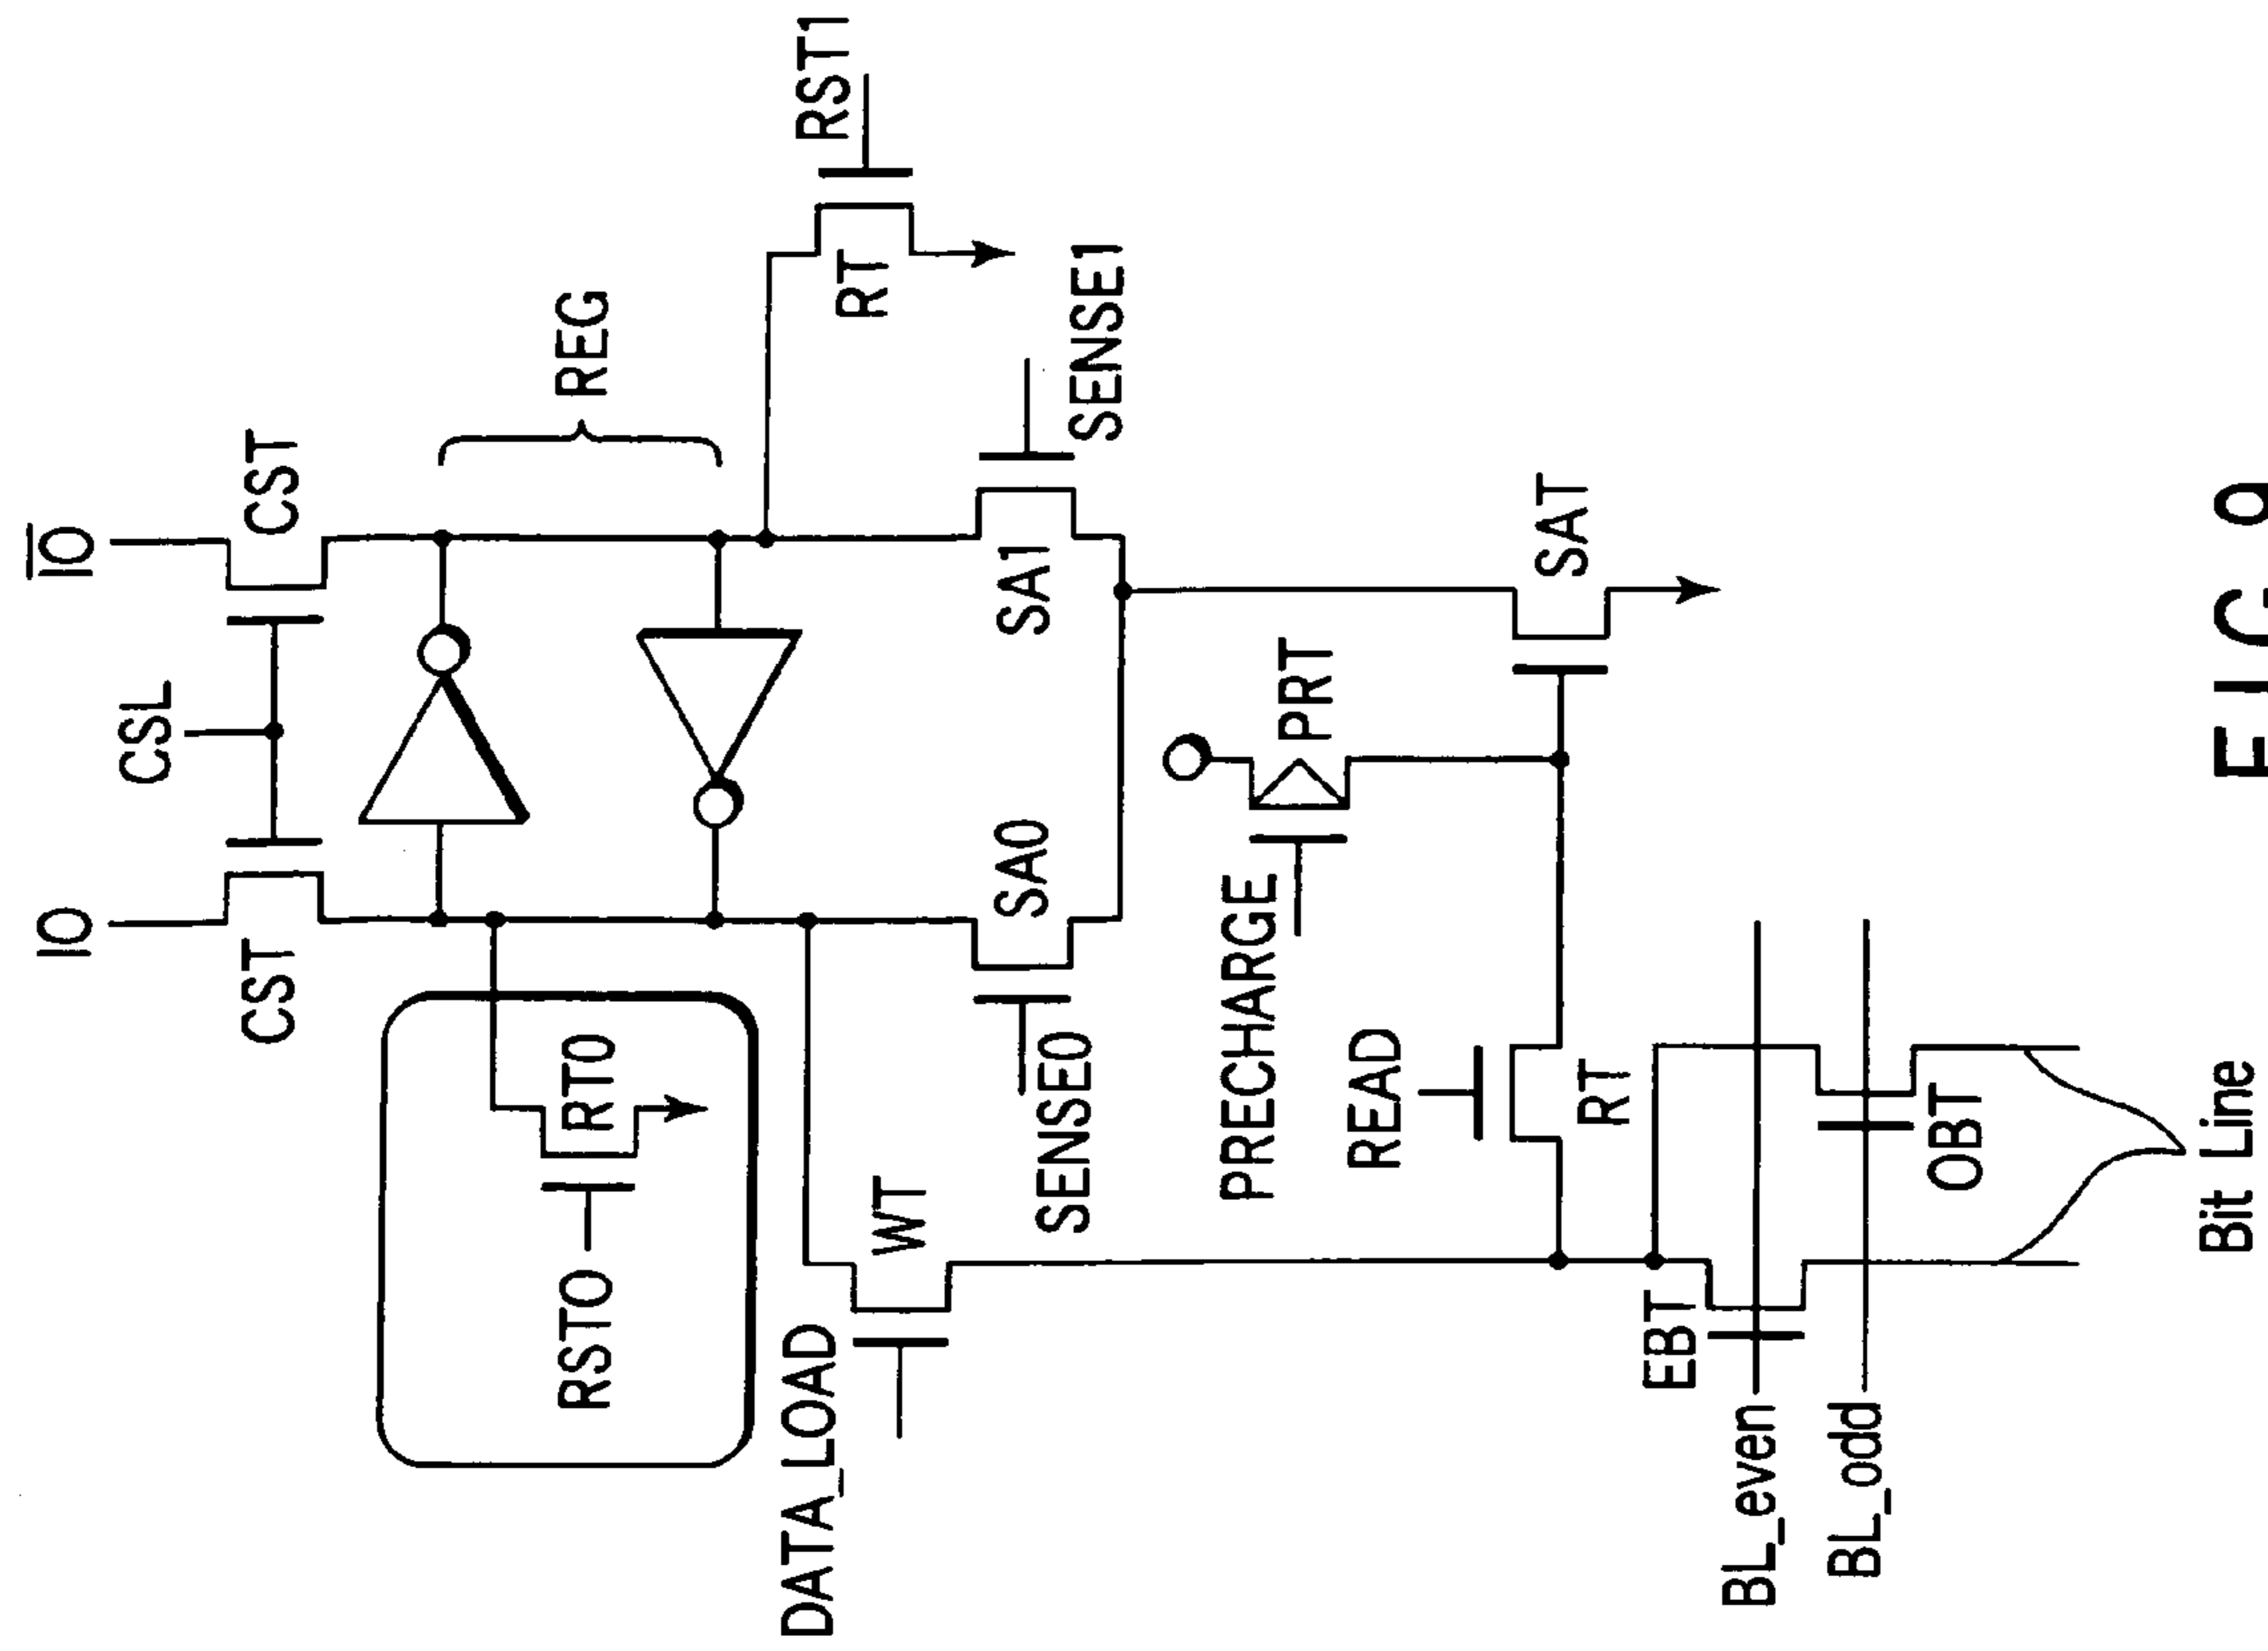 IO
I̅O̅
CSL
CST
CST
REG
RST1
RT
RST0
RT0
DATA_LOAD
WT
SA0
SA1
SENSE0
SENSE1
PRECHARGE
PRT
SAT
READ
RT
EBT
BL_even
BL_odd
OBT
Bit Line